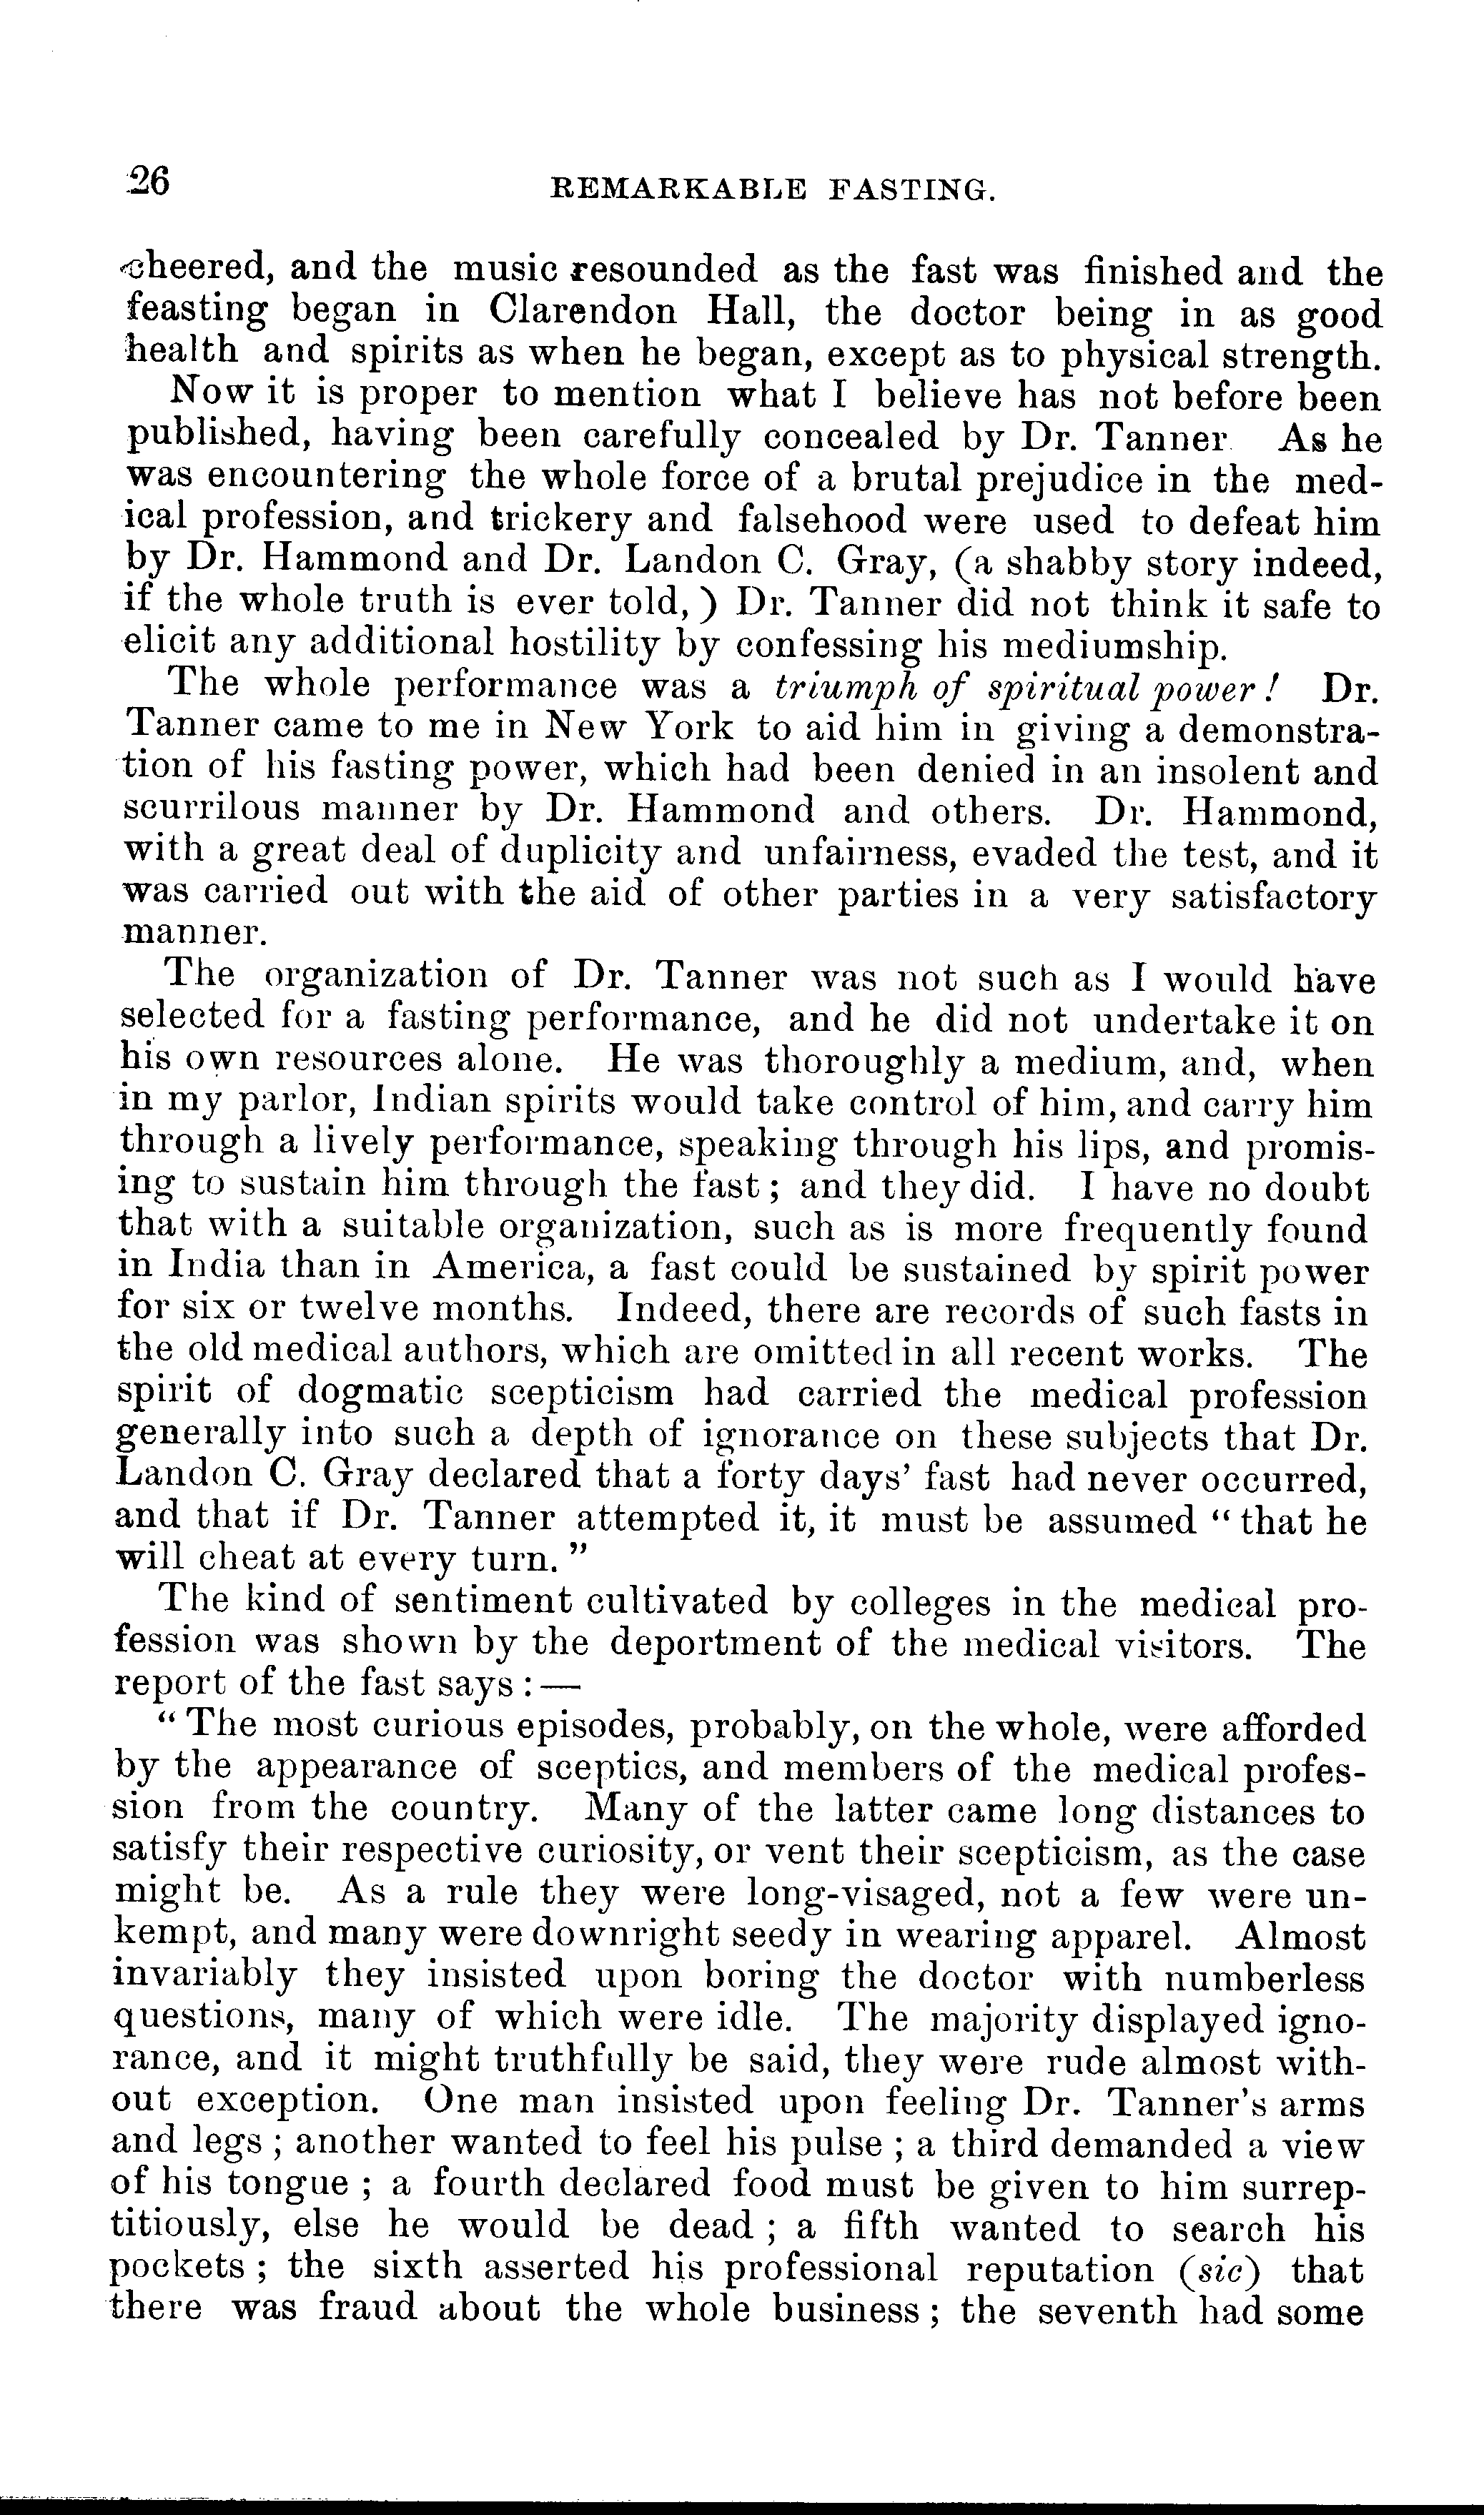 26 REMARKABLE FASTING.
cheered, and the music resounded as the fast was finished and the
feasting began in Clarendon Hall, the doctor being in as good
health and spirits as when he began, except as to physical strength.
Now it is proper to mention what I believe has not before been
published, having been carefully concealed by Dr. Tanner. As he
was encountering the whole force of a brutal prejudice in the med-
ical profession, and trickery and falsehood were used to defeat him
by Dr. Hammond and Dr. Landon C. Gray, (a shabby story indeed,
if the whole truth is ever told,) Dr. Tanner did not think it safe to
elicit any additional hostility by confessing his mediumship.
The whole performance was a triumph of spiritual power! Dr.
Tanner came to me in New York to aid him in giving a demonstra-
tion of his fasting power, which had been denied in an insolent and
scurrilous manner by Dr. Hammond and others. Dr. Hammond,
with a great deal of duplicity and unfairness, evaded the test, and it
was carried out with the aid of other parties in a very satisfactory
manner.
The organization of Dr. Tanner was not such as I would have
selected for a fasting performance, and he did not undertake it on
his own resources alone. He was thoroughly a medium, and, when
in my parlor, Indian spirits would take control of him, and carry him
through a lively performance, speaking through his lips, and promis-
ing to sustain him through the fast; and they did. I have no doubt
that with a suitable organization, such as is more frequently found
in India than in America, a fast could be sustained by spirit power
for six or twelve months. Indeed, there are records of such fasts in
the old medical authors, which are omitted in all recent works. The
spirit of dogmatic scepticism had carried the medical profession
generally into such a depth of ignorance on these subjects that Dr.
Landon C. Gray declared that a forty days' fast had never occurred,
and that if Dr. Tanner attempted it, it must be assumed "that he
will cheat at every turn."
The kind of sentiment cultivated by colleges in the medical pro-
fession was shown by the deportment of the medical visitors. The
report of the fast says:—
"The most curious episodes, probably, on the whole, were afforded
by the appearance of sceptics, and members of the medical profes-
sion from the country. Many of the latter came long distances to
satisfy their respective curiosity, or vent their scepticism, as the case
might be. As a rule they were long-visaged, not a few were un-
kempt, and many were downright seedy in wearing apparel. Almost
invariably they insisted upon boring the doctor with numberless
questions, many of which were idle. The majority displayed igno-
rance, and it might truthfully be said, they were rude almost with-
out exception. One man insisted upon feeling Dr. Tanner's arms
and legs; another wanted to feel his pulse; a third demanded a view
of his tongue; a fourth declared food must be given to him surrep-
titiously, else he would be dead; a fifth wanted to search his
pockets; the sixth asserted his professional reputation (sic) that
there was fraud about the whole business; the seventh had some